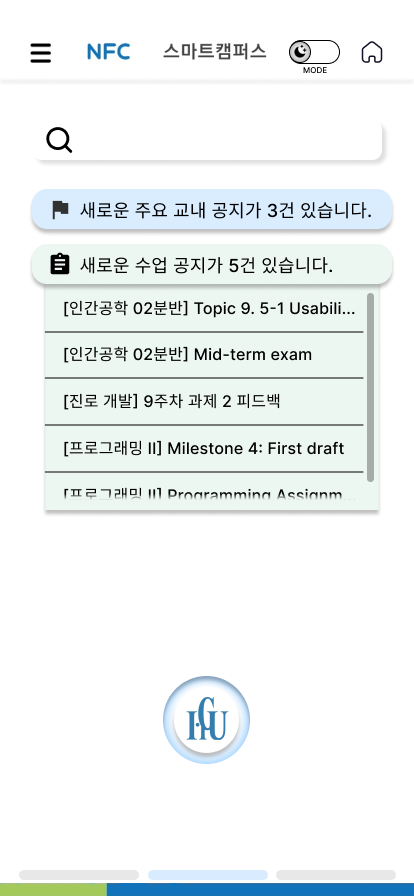 NFC 스마트캠퍼스
MODE
새로운 주요 교내 공지가 3건 있습니다.
새로운 수업 공지가 5건 있습니다.
[인간공학 02분반] Topic 9. 5-1 Usabili...
[인간공학 02분반] Mid-term exam
[진로 개발] 9주차 과제 2 피드백
[프로그래밍 II] Milestone 4: First draft
[프로그래밍 II] Programming Assignm...
HGU